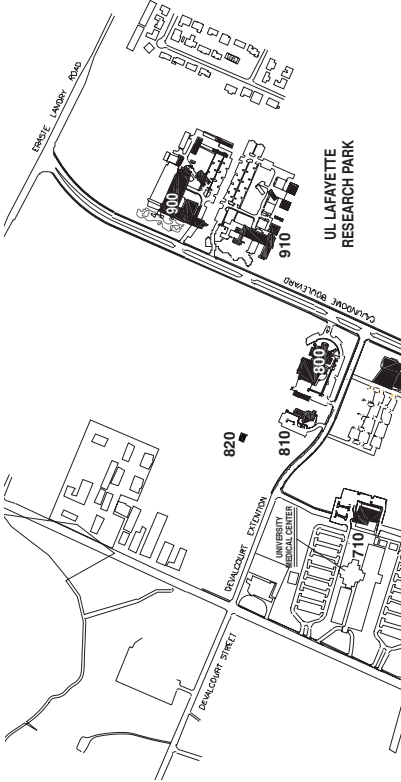 ERASTE LANDRY ROAD
900
910
UL LAFAYETTE
RESEARCH PARK
CAJUNDOME BOULEVARD
800
820
810
DEVALCOURT EXTENTION
UNIVERSITY
MEDICAL CENTER
710
DEVALCOURT STREET